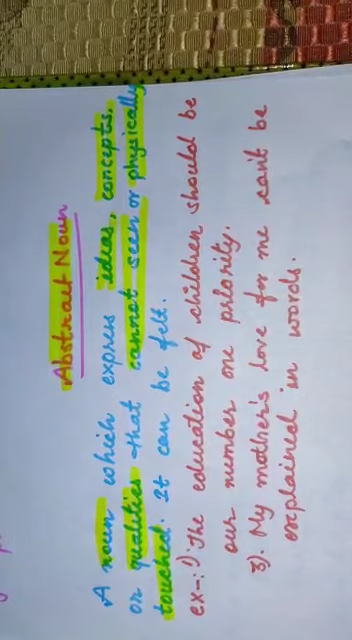 Abstract Noun
A noun which express ideas, concepts,
or qualities that cannot seen or physically
touched. It can be felt.
ex-: 1) The education of children should be
our number one priority.
3). My mother's love for me can't be
explained in words.